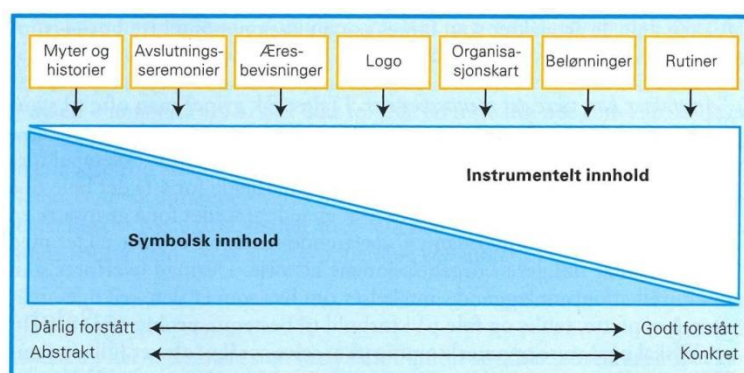 Myter og
historier
Avslutnings-
seremonier
Æres-
bevisninger
Logo
Organisa-
sjonskart
Belønninger
Rutiner
Instrumentelt innhold
Symbolsk innhold
Dårlig forstått
Godt forstått
Abstrakt
Konkret